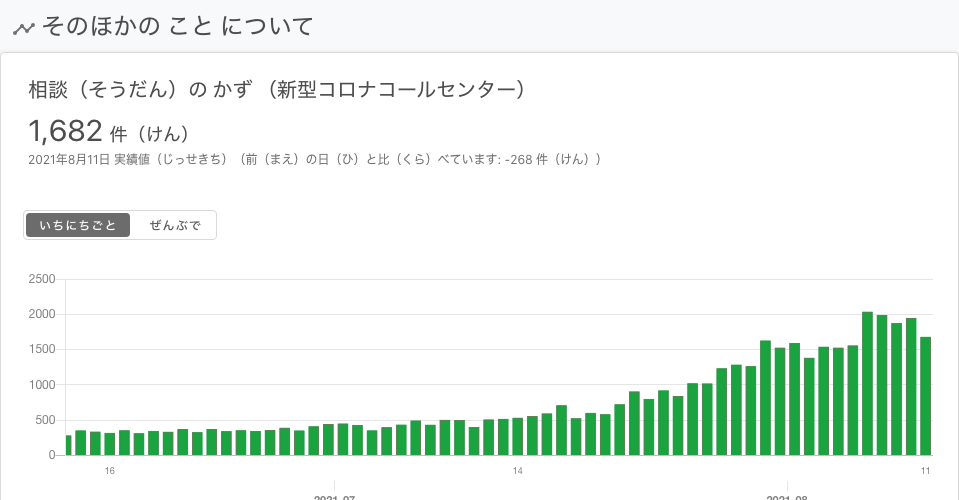 そのほかの こと について
相談（そうだん）の かず （新型コロナコールセンター）
1,682 件（けん）
2021年8月11日 実績値（じっせきち）（前（まえ）の日（ひ）と比（くら）べています: -268 件（けん））
いちにちごと ぜんぶで
2500
2000
1500
1000
500
0
16 14 11
2021-07 2021-08